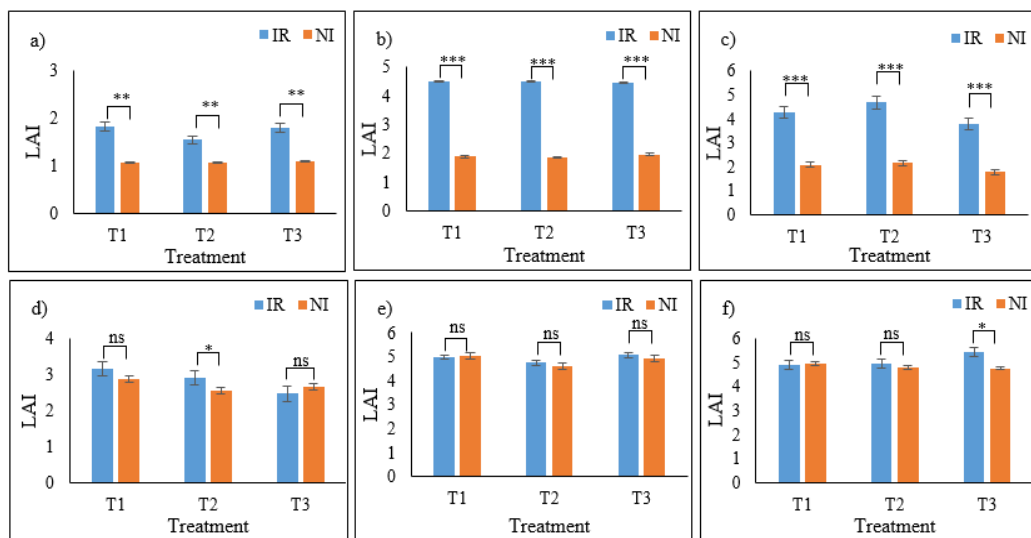 a)
IR NI
3
2
1
0
LAI
** ** **
T1 T2 T3
Treatment
b)
IR NI
5
4
3
2
1
0
LAI
*** *** ***
T1 T2 T3
Treatment
c)
IR NI
6
5
4
3
2
1
0
LAI
*** *** ***
T1 T2 T3
Treatment
d)
IR NI
4
3
2
1
0
LAI
ns * ns
T1 T2 T3
Treatment
e)
IR NI
6
5
4
3
2
1
0
LAI
ns ns ns
T1 T2 T3
Treatment
f)
IR NI
6
5
4
3
2
1
0
LAI
ns ns *
T1 T2 T3
Treatment